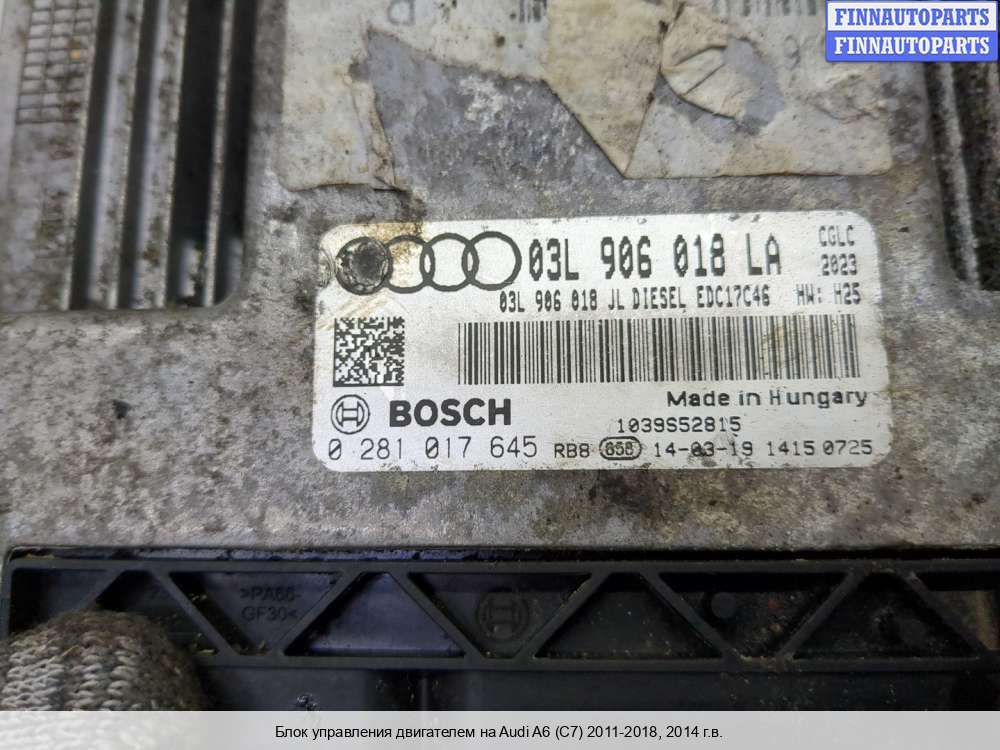 FINNAUTOPARTS
FINNAUTOPARTS
03L 906 018 LA
CGLC
2023
03L 906 018 JL DIESEL EDC17C46 HW: H25
Made in Hungary
BOSCH
1039S52815
0 281 017 645 RB8 858 14-03-19 1415 0725
>PA66-
GF30<
Блок управления двигателем на Audi A6 (C7) 2011-2018, 2014 г.в.